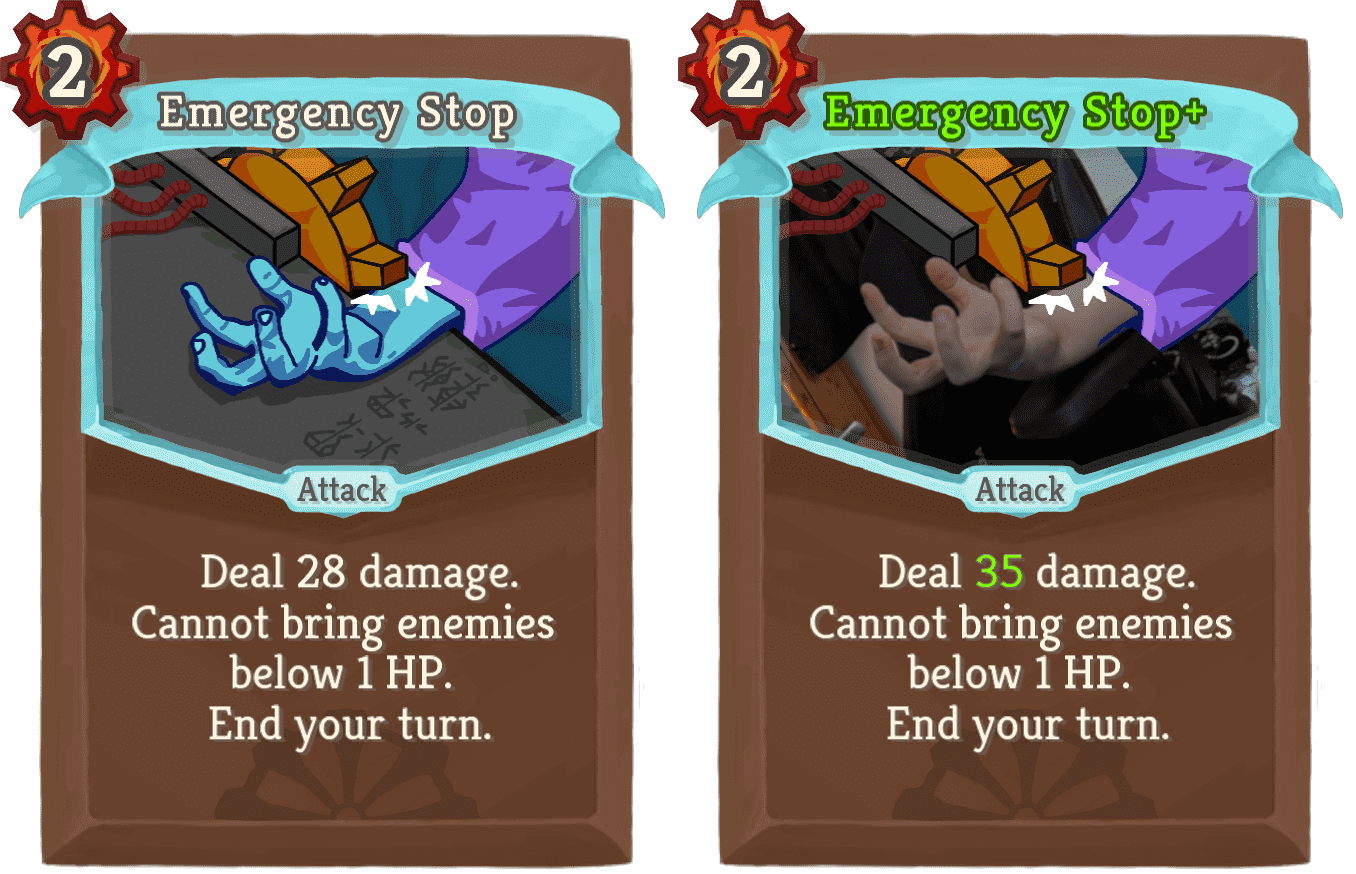 2
Emergency Stop
Attack
Deal 28 damage.
Cannot bring enemies
below 1 HP.
End your turn.
2
Emergency Stop+
Attack
Deal 35 damage.
Cannot bring enemies
below 1 HP.
End your turn.